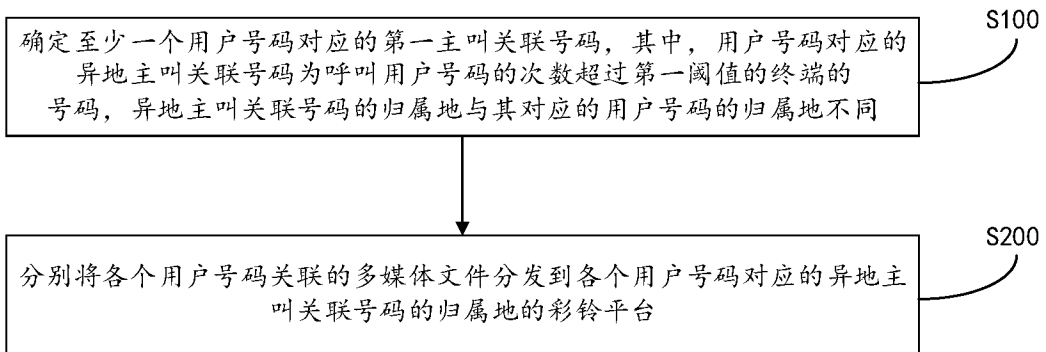 S100
确定至少一个用户号码对应的第一主叫关联号码，其中，用户号码对应的
异地主叫关联号码为呼叫用户号码的次数超过第一阈值的终端的
号码，异地主叫关联号码的归属地与其对应的用户号码的归属地不同
S200
分别将各个用户号码关联的多媒体文件分发到各个用户号码对应的异地主
叫关联号码的归属地的彩铃平台